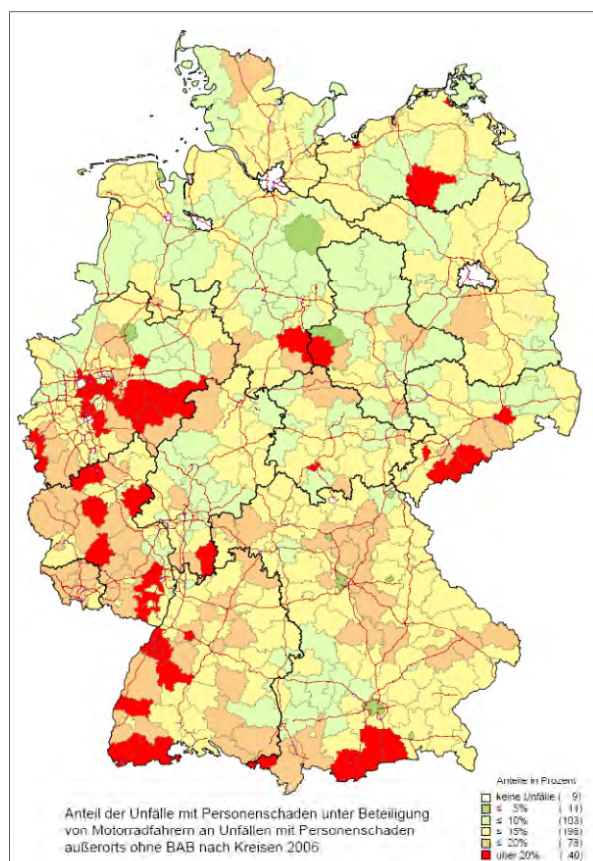 Anteile in Prozent
keine Unfälle ( 9)
≤ 5% ( 11)
≤ 10% (103)
≤ 15% (198)
≤ 20% ( 78)
über 20% ( 40)
Anteil der Unfälle mit Personenschaden unter Beteiligung
von Motorradfahrern an Unfällen mit Personenschaden
außerorts ohne BAB nach Kreisen 2006